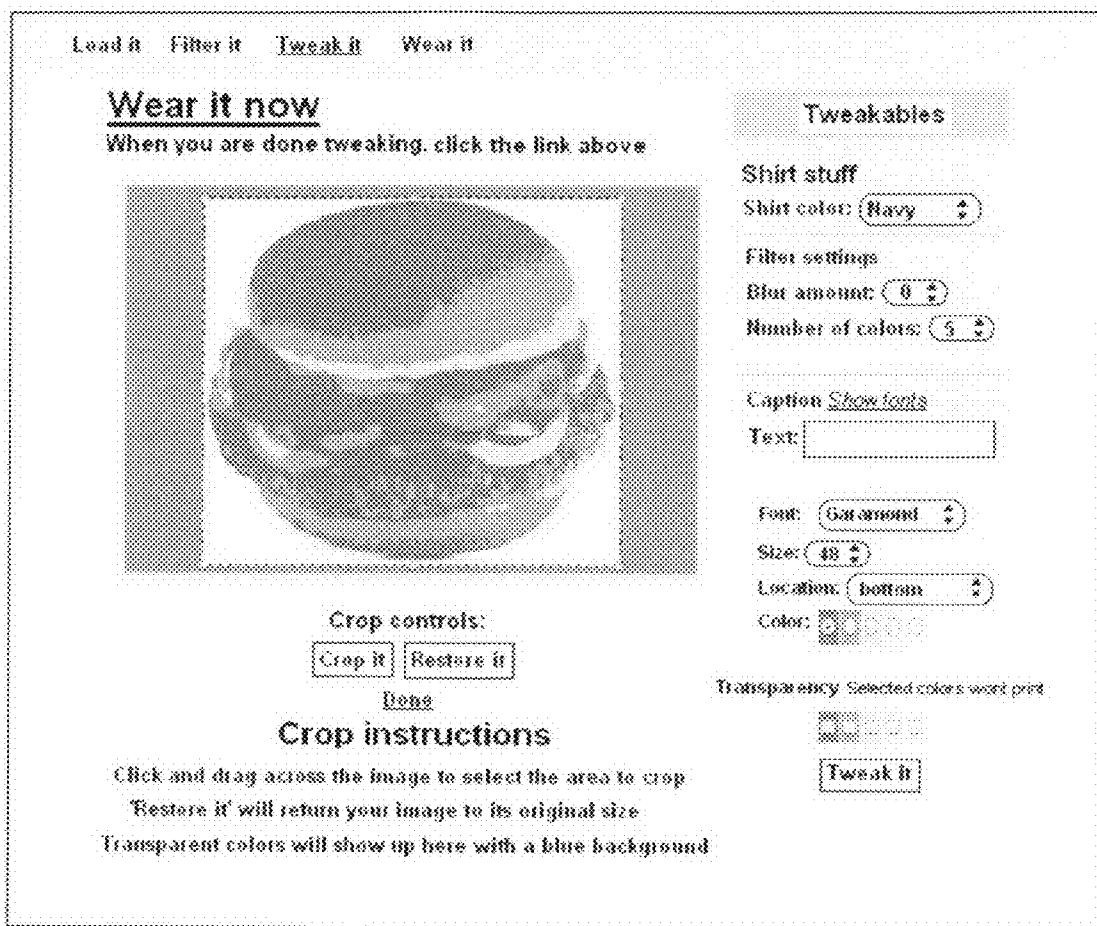 Load it Filter it Tweak it Wear it
Wear it now
When you are done tweaking. click the link above
Crop controls:
Crop it Restore it
Done
Crop instructions
Click and drag across the image to select the area to crop
'Restore it' will return your image to its original size
Transparent colors will show up here with a blue background
Tweakables
Shirt stuff
Shirt color: Navy
Filter settings
Blur amount: 0
Number of colors: 5
Caption Show fonts
Text:
Font: Garamond
Size: 48
Location: bottom
Color:
Transparency Selected colors wont print
Tweak it